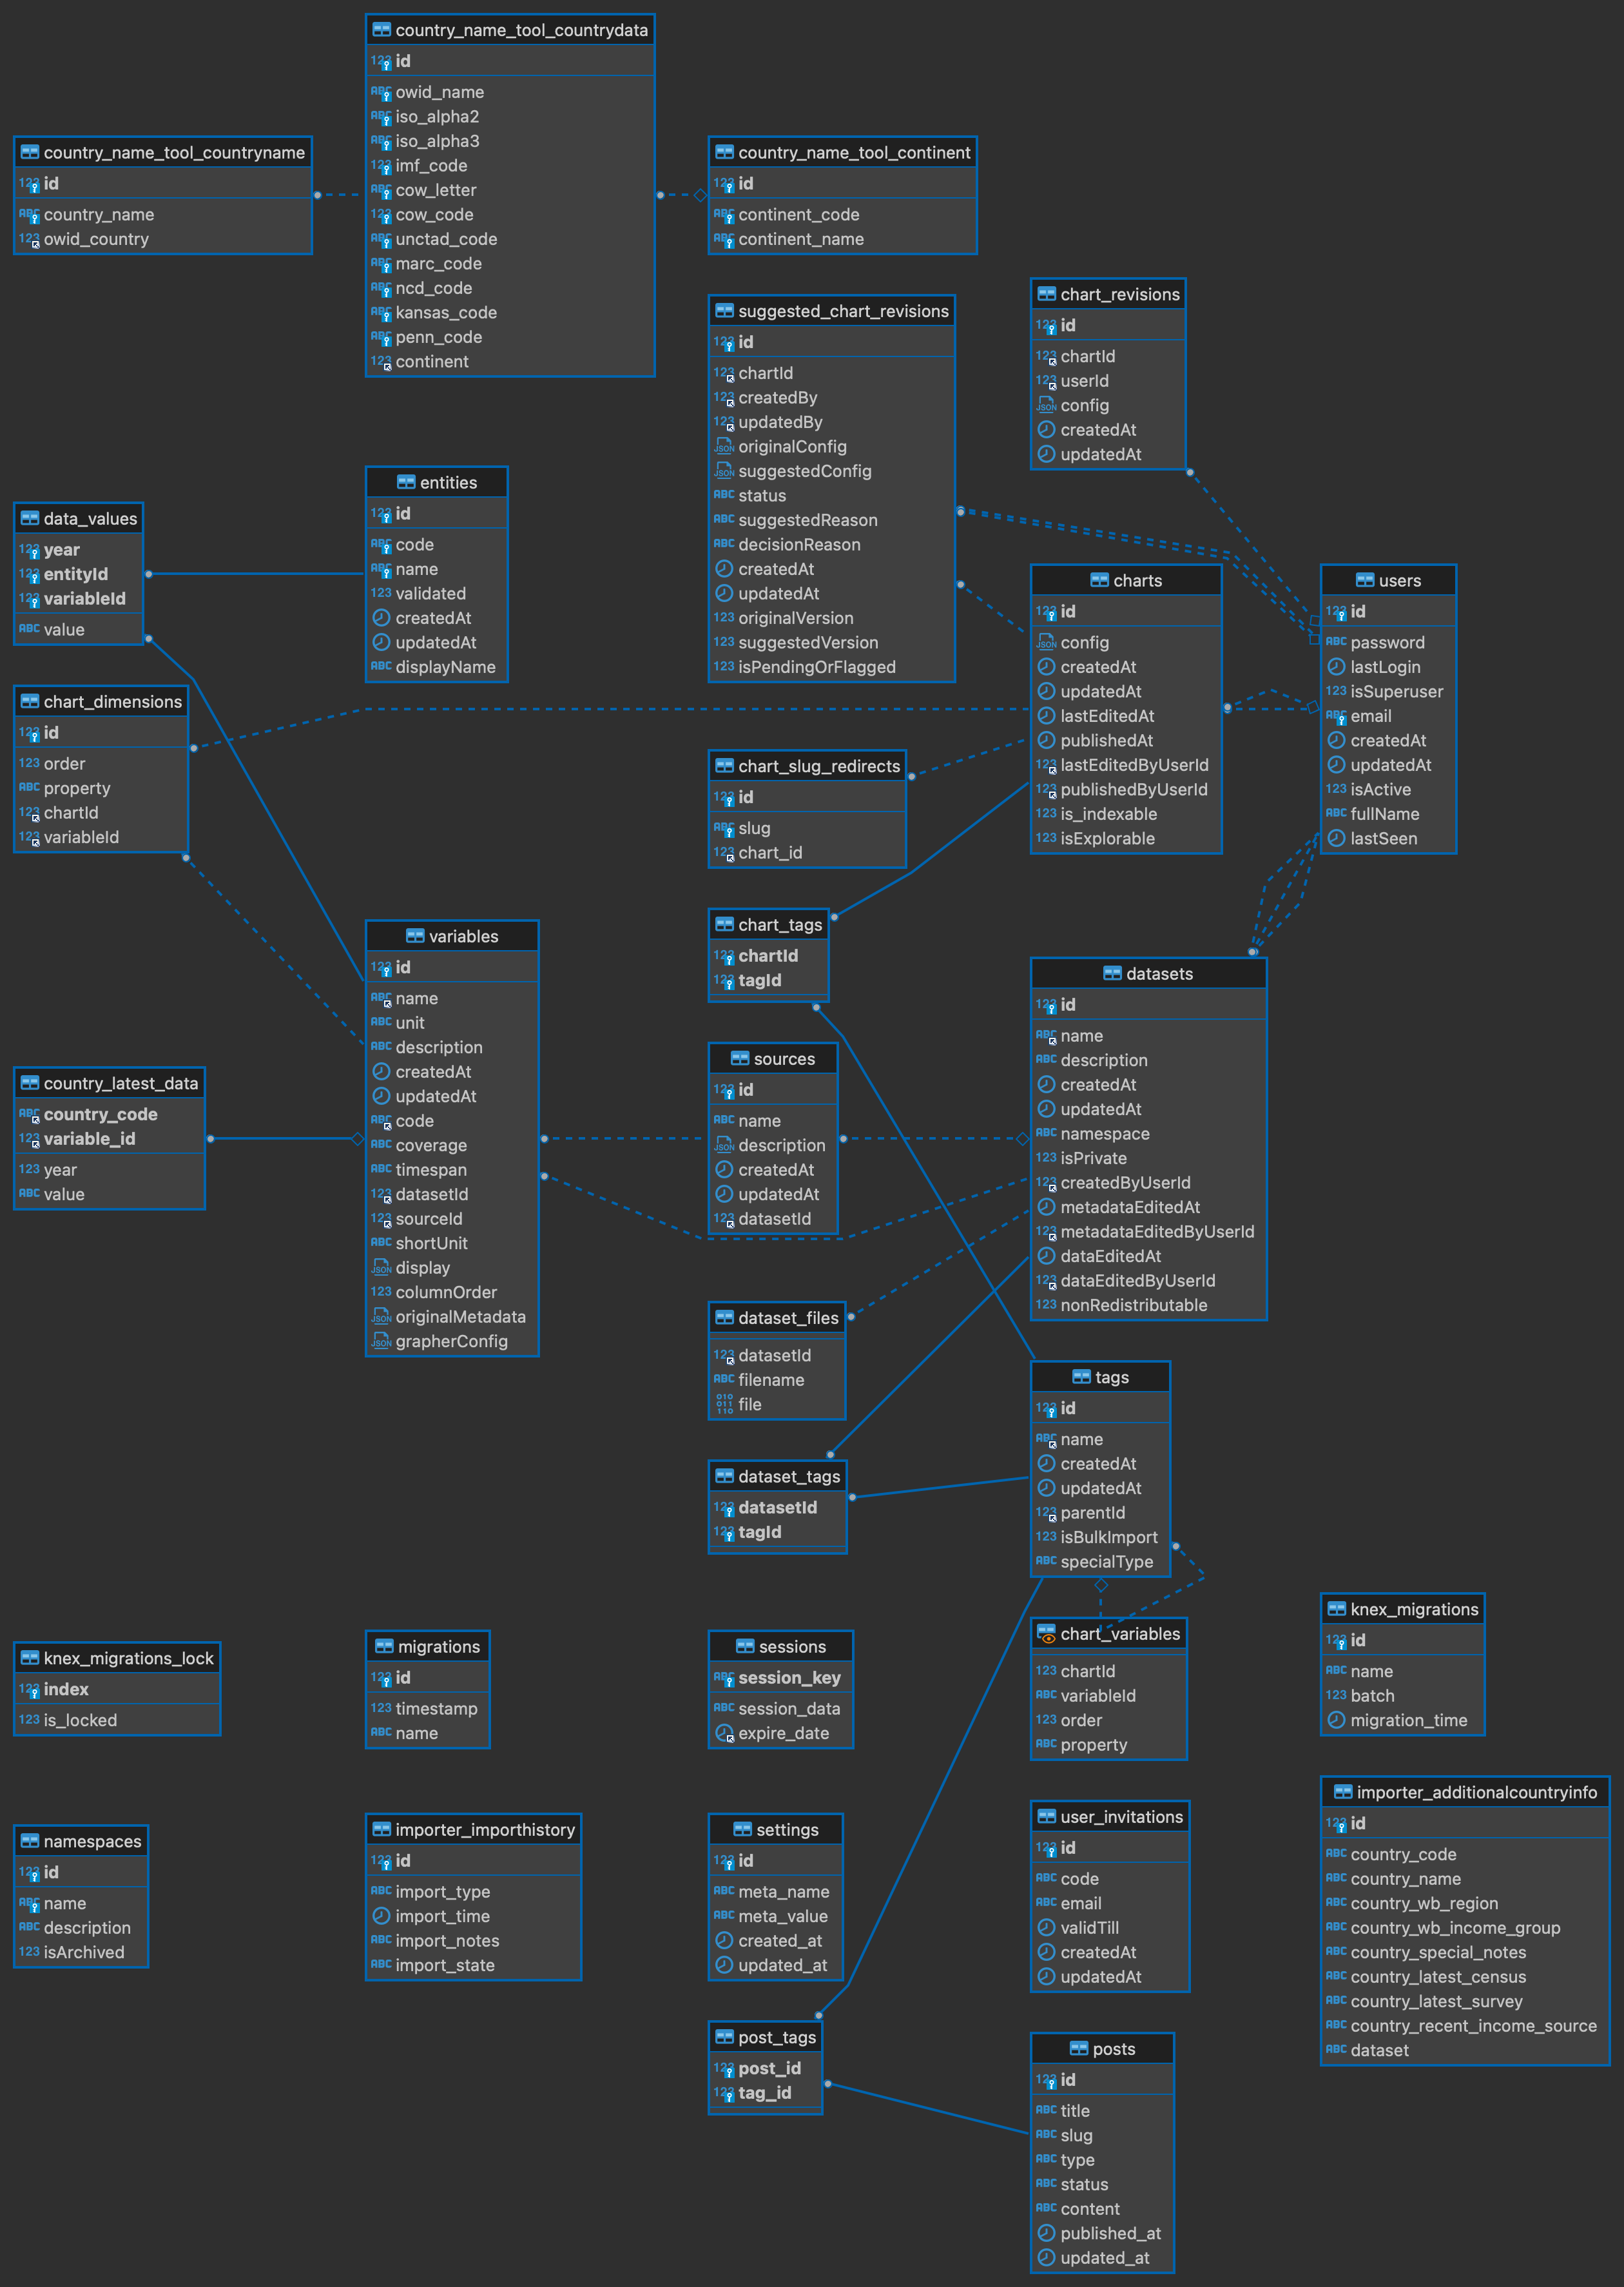 country_name_tool_countrydata
id
owid_name
iso_alpha2
iso_alpha3
imf_code
cow_letter
cow_code
unctad_code
marc_code
ncd_code
kansas_code
penn_code
continent
country_name_tool_countryname
id
country_name
owid_country
country_name_tool_continent
id
continent_code
continent_name
suggested_chart_revisions
id
chartId
createdBy
updatedBy
originalConfig
suggestedConfig
status
suggestedReason
decisionReason
createdAt
updatedAt
originalVersion
suggestedVersion
isPendingOrFlagged
chart_revisions
id
chartId
userId
config
createdAt
updatedAt
entities
id
code
name
validated
createdAt
updatedAt
displayName
data_values
year
entityId
variableId
value
charts
id
config
createdAt
updatedAt
lastEditedAt
publishedAt
lastEditedByUserId
publishedByUserId
is_indexable
isExplorable
users
id
password
lastLogin
isSuperuser
email
createdAt
updatedAt
isActive
fullName
lastSeen
chart_dimensions
id
order
property
chartId
variableId
chart_slug_redirects
id
slug
chart_id
chart_tags
chartId
tagId
variables
id
name
unit
description
createdAt
updatedAt
code
coverage
timespan
datasetId
sourceId
shortUnit
display
columnOrder
originalMetadata
grapherConfig
datasets
id
name
description
createdAt
updatedAt
namespace
isPrivate
createdByUserId
metadataEditedAt
metadataEditedByUserId
dataEditedAt
dataEditedByUserId
nonRedistributable
sources
id
name
description
createdAt
updatedAt
datasetId
country_latest_data
country_code
variable_id
year
value
dataset_files
datasetId
filename
file
tags
id
name
createdAt
updatedAt
parentId
isBulkImport
specialType
dataset_tags
datasetId
tagId
knex_migrations_lock
index
is_locked
migrations
id
timestamp
name
sessions
session_key
session_data
expire_date
chart_variables
chartId
variableId
order
property
knex_migrations
id
name
batch
migration_time
namespaces
id
name
description
isArchived
importer_importhistory
id
import_type
import_time
import_notes
import_state
settings
id
meta_name
meta_value
created_at
updated_at
user_invitations
id
code
email
validTill
createdAt
updatedAt
importer_additionalcountryinfo
id
country_code
country_name
country_wb_region
country_wb_income_group
country_special_notes
country_latest_census
country_latest_survey
country_recent_income_source
dataset
post_tags
post_id
tag_id
posts
id
title
slug
type
status
content
published_at
updated_at